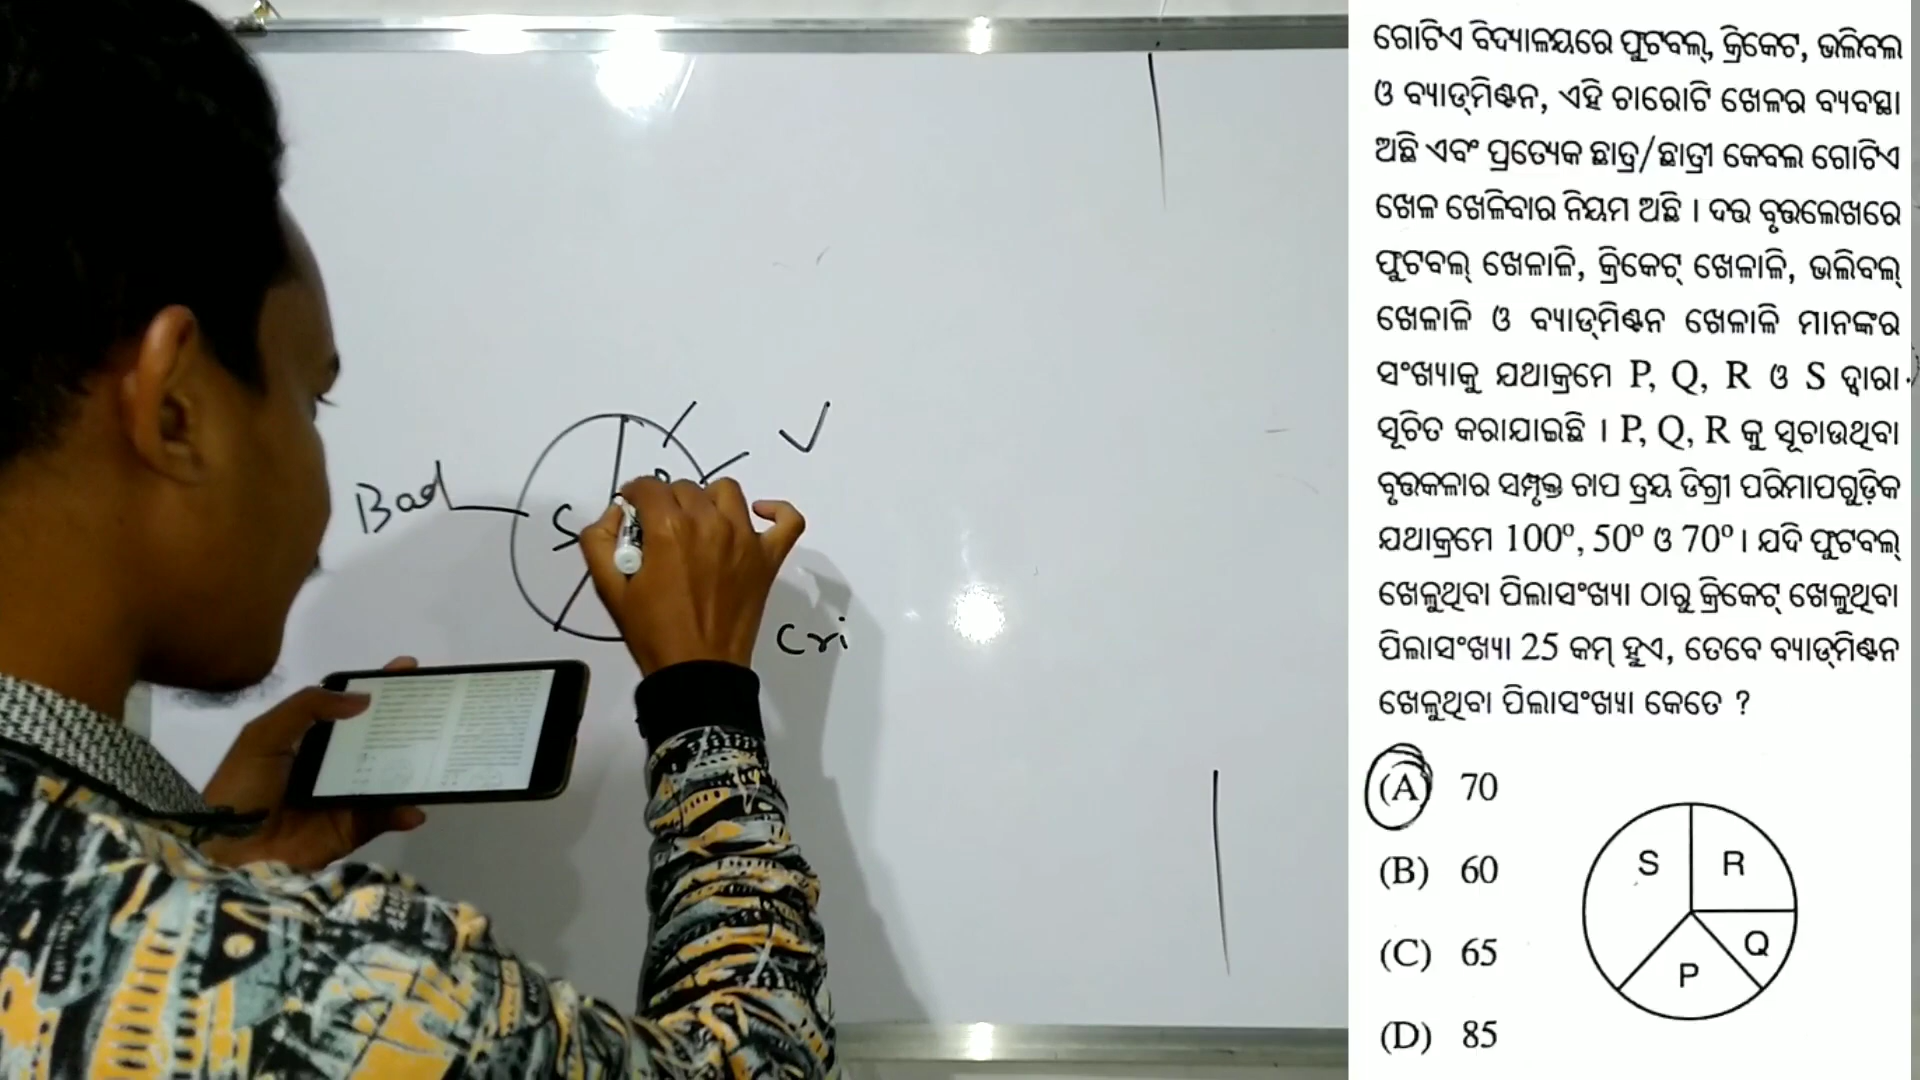 Bad
S
Cri
ଗୋଟିଏ ବିଦ୍ୟାଳୟରେ ଫୁଟବଲ୍, କ୍ରିକେଟ, ଭଲିବଲ
ଓ ବ୍ୟାଡ୍‌ମିଣ୍ଟନ, ଏହି ଚାରୋଟି ଖେଳର ବ୍ୟବସ୍ଥା
ଅଛି ଏବଂ ପ୍ରତ୍ୟେକ ଛାତ୍ର/ଛାତ୍ରୀ କେବଲ ଗୋଟିଏ
ଖେଳ ଖେଳିବାର ନିୟମ ଅଛି । ଦତ୍ତ ବୃତ୍ତଲେଖରେ
ଫୁଟବଲ୍ ଖେଳାଳି, କ୍ରିକେଟ୍ ଖେଳାଳି, ଭଲିବଲ୍
ଖେଳାଳି ଓ ବ୍ୟାଡ୍‌ମିଣ୍ଟନ ଖେଳାଳି ମାନଙ୍କର
ସଂଖ୍ୟାକୁ ଯଥାକ୍ରମେ P, Q, R ଓ S ଦ୍ୱାରା
ସୂଚିତ କରାଯାଇଛି । P, Q, R କୁ ସୂଚାଉଥିବା
ବୃତ୍ତକଳାର ସମ୍ପୃକ୍ତ ଚାପ ତ୍ରୟ ଡିଗ୍ରୀ ପରିମାପଗୁଡ଼ିକ
ଯଥାକ୍ରମେ 100°, 50° ଓ 70° । ଯଦି ଫୁଟବଲ୍
ଖେଳୁଥିବା ପିଲାସଂଖ୍ୟା ଠାରୁ କ୍ରିକେଟ୍ ଖେଳୁଥିବା
ପିଲାସଂଖ୍ୟା 25 କମ୍ ହୁଏ, ତେବେ ବ୍ୟାଡ୍‌ମିଣ୍ଟନ
ଖେଳୁଥିବା ପିଲାସଂଖ୍ୟା କେତେ ?
(A) 70
(B) 60
(C) 65
(D) 85
S R
Q
P